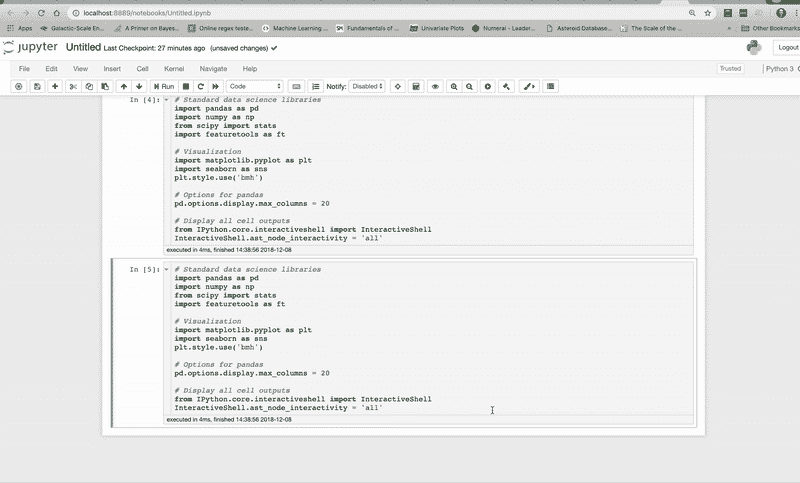 localhost:8889/notebooks/Untitled.ipynb
Apps Galactic-Scale En... A Primer on Bayes... Online regex teste... Machine Learning ... Fundamentals of ... Univariate Plots Numerai - Leader... Asteroid Database... The Scale of the ... Other Bookmarks
jupyter Untitled Last Checkpoint: 27 minutes ago (unsaved changes) Logout
File Edit View Insert Cell Kernel Navigate Help Trusted Python 3
Run Code Notify: Disabled
In [4]: # Standard data science libraries
import pandas as pd
import numpy as np
from scipy import stats
import featuretools as ft
# Visualization
import matplotlib.pyplot as plt
import seaborn as sns
plt.style.use('bmh')
# Options for pandas
pd.options.display.max_columns = 20
# Display all cell outputs
from IPython.core.interactiveshell import InteractiveShell
InteractiveShell.ast_node_interactivity = 'all'
executed in 4ms, finished 14:38:56 2018-12-08
In [5]: # Standard data science libraries
import pandas as pd
import numpy as np
from scipy import stats
import featuretools as ft
# Visualization
import matplotlib.pyplot as plt
import seaborn as sns
plt.style.use('bmh')
# Options for pandas
pd.options.display.max_columns = 20
# Display all cell outputs
from IPython.core.interactiveshell import InteractiveShell
InteractiveShell.ast_node_interactivity = 'all'
executed in 4ms, finished 14:38:56 2018-12-08